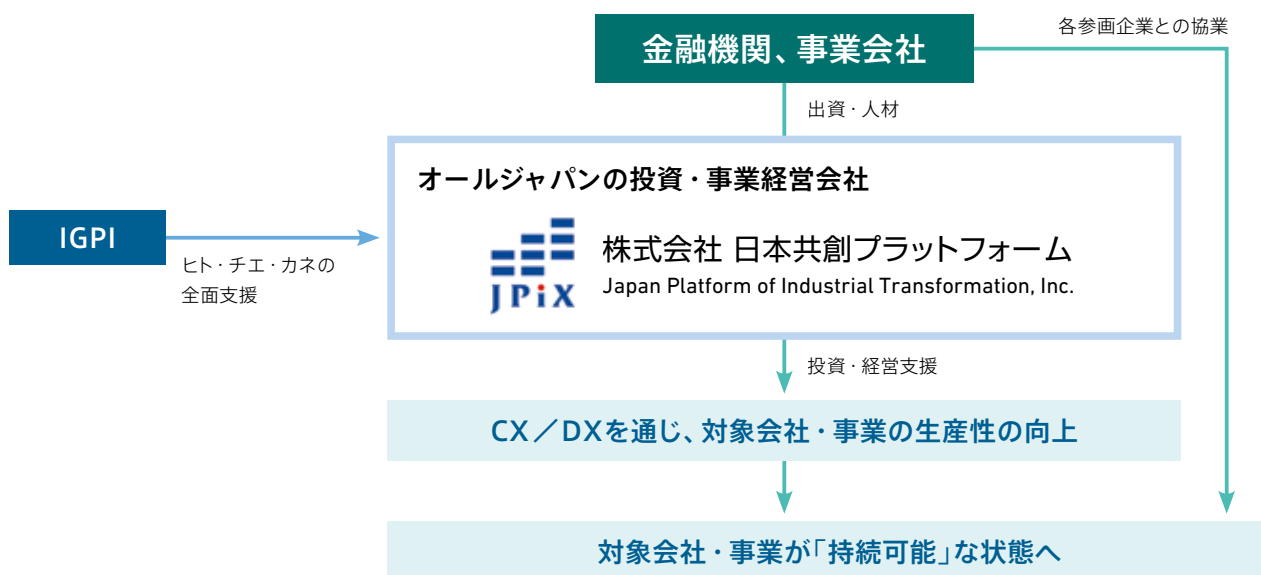 各参画企業との協業
金融機関、事業会社
出資・人材
オールジャパンの投資・事業経営会社
IGPI
ヒト・チエ・カネの
全面支援
JPiX
株式会社 日本共創プラットフォーム
Japan Platform of Industrial Transformation, Inc.
投資・経営支援
CX／DXを通じ、対象会社・事業の生産性の向上
対象会社・事業が「持続可能」な状態へ